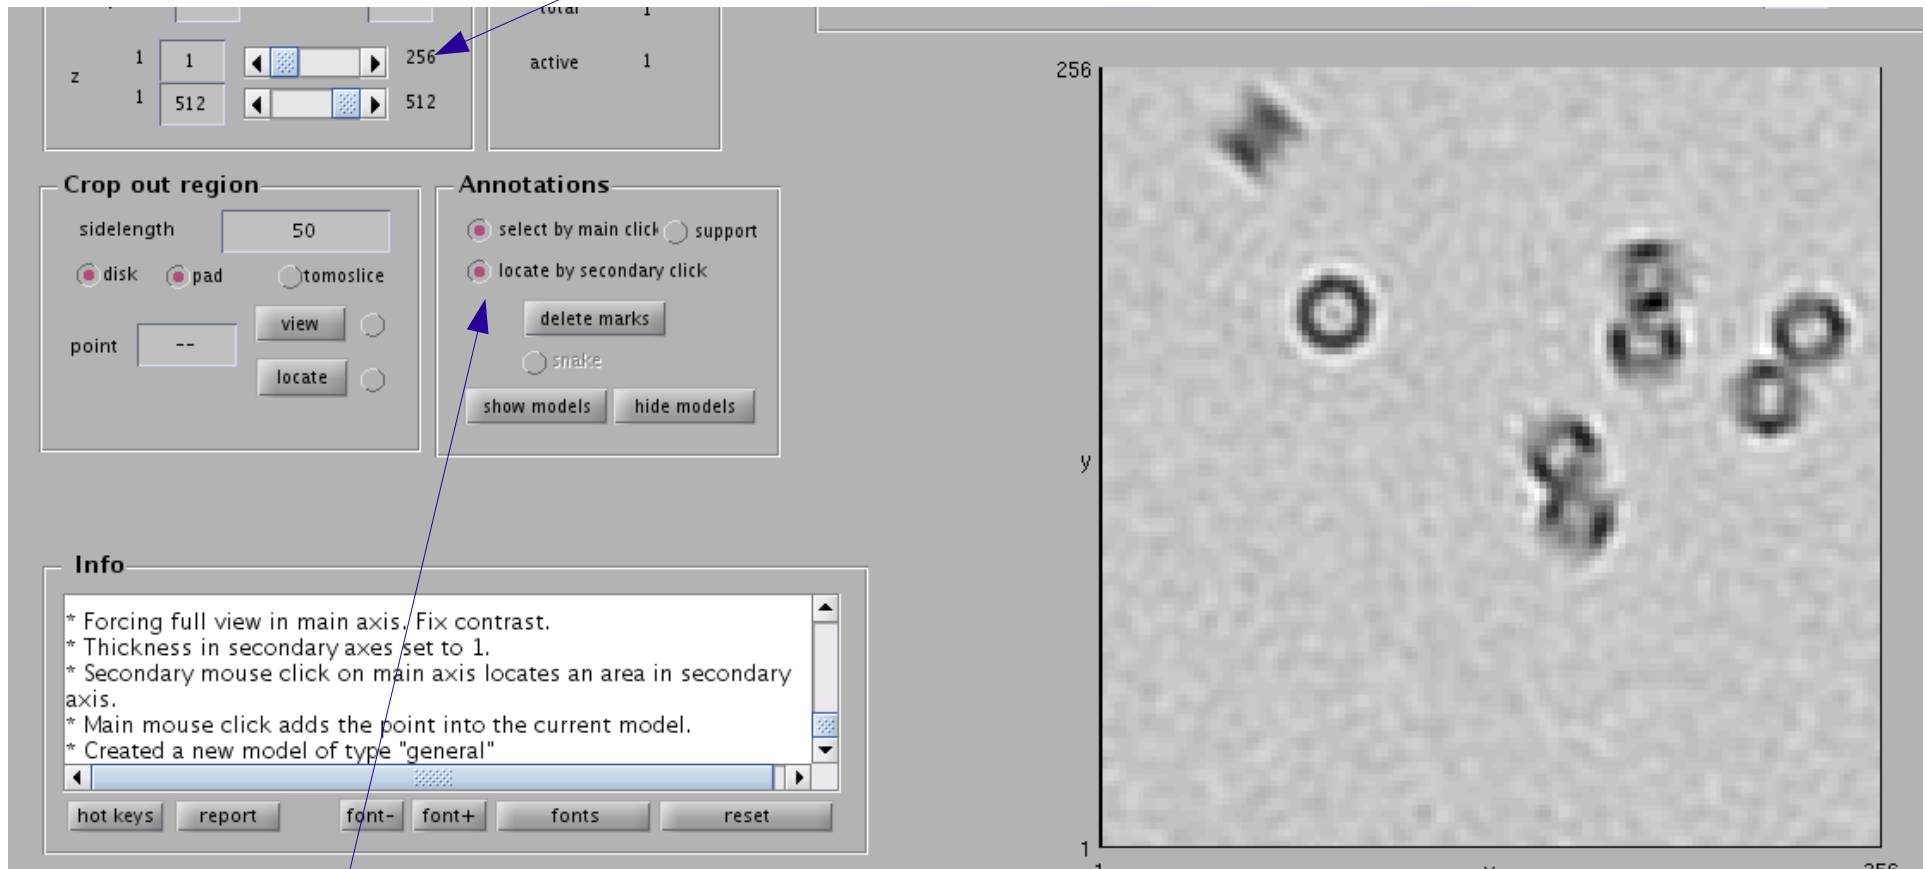 total 1
z 1 1 256
1 512 512
active 1
Crop out region
sidelength 50
disk pad tomoslice
point -- view
locate
Annotations
select by main click support
locate by secondary click
delete marks
snake
show models hide models
Info
* Forcing full view in main axis. Fix contrast.
* Thickness in secondary axes set to 1.
* Secondary mouse click on main axis locates an area in secondary
axis.
* Main mouse click adds the point into the current model.
* Created a new model of type "general"
hot keys report font- font+ fonts reset
256
y
1
1 x 256